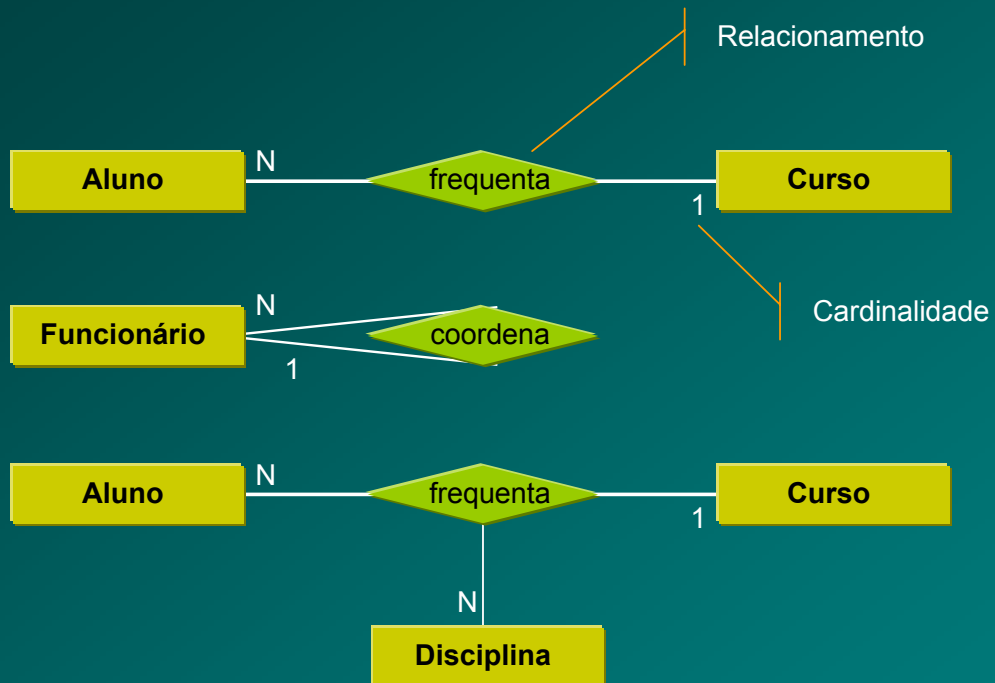 Relacionamento
Aluno N frequenta 1 Curso
Cardinalidade
Funcionário N 1 coordena
Aluno N frequenta 1 Curso
N
Disciplina